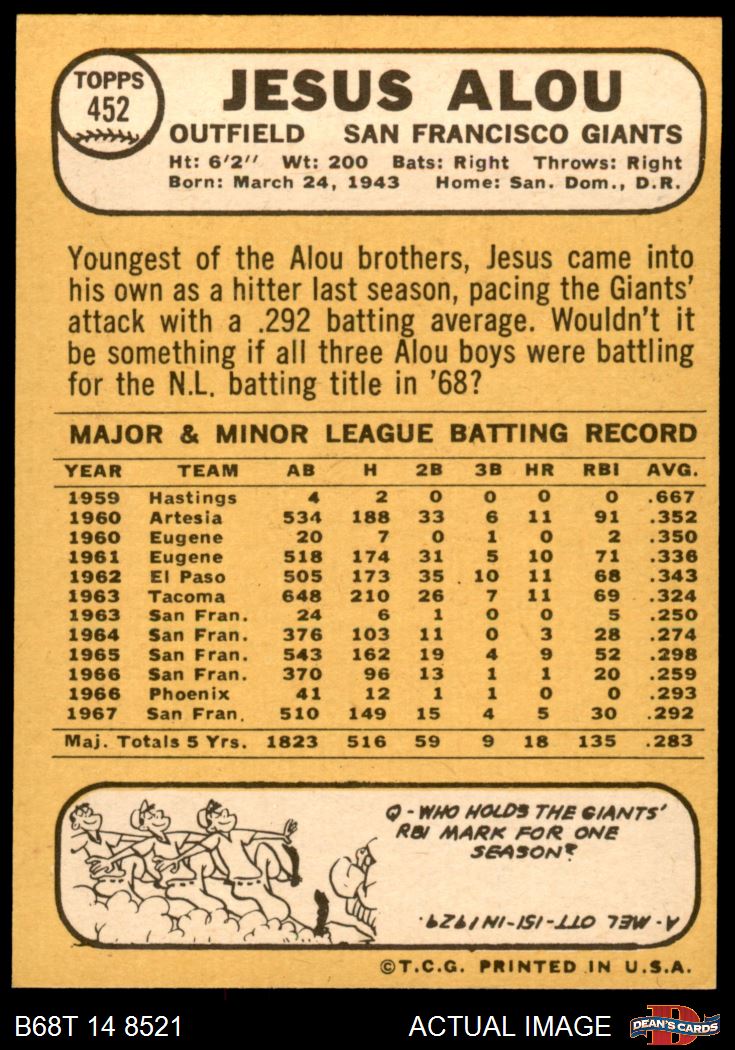 TOPPS
452
JESUS ALOU
OUTFIELD SAN FRANCISCO GIANTS
Ht: 6'2" Wt: 200 Bats: Right Throws: Right
Born: March 24, 1943 Home: San. Dom., D.R.
Youngest of the Alou brothers, Jesus came into
his own as a hitter last season, pacing the Giants'
attack with a .292 batting average. Wouldn't it
be something if all three Alou boys were battling
for the N.L. batting title in '68?
MAJOR & MINOR LEAGUE BATTING RECORD
YEAR TEAM AB H 2B 3B HR RBI AVG.
1959 Hastings 4 2 0 0 0 0 .667
1960 Artesia 534 188 33 6 11 91 .352
1960 Eugene 20 7 0 1 0 2 .350
1961 Eugene 518 174 31 5 10 71 .336
1962 El Paso 505 173 35 10 11 68 .343
1963 Tacoma 648 210 26 7 11 69 .324
1963 San Fran. 24 6 1 0 0 5 .250
1964 San Fran. 376 103 11 0 3 28 .274
1965 San Fran. 543 162 19 4 9 52 .298
1966 San Fran. 370 96 13 1 1 20 .259
1966 Phoenix 41 12 1 1 0 0 .293
1967 San Fran. 510 149 15 4 5 30 .292
Maj. Totals 5 Yrs. 1823 516 59 9 18 135 .283
Q - WHO HOLDS THE GIANTS'
RBI MARK FOR ONE
SEASON?
A - MEL OTT-151-IN 1929.
©T.C.G. PRINTED IN U.S.A.
B68T 14 8521
ACTUAL IMAGE
DEAN'S CARDS